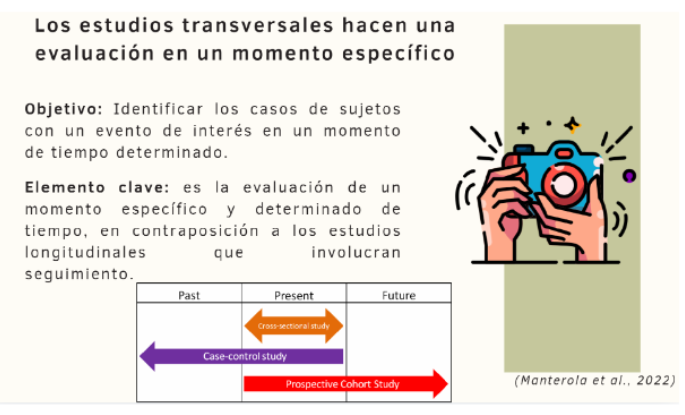 Los estudios transversales hacen una
evaluación en un momento específico
Objetivo: Identificar los casos de sujetos
con un evento de interés en un momento
de tiempo determinado.
Elemento clave: es la evaluación de un
momento específico y determinado de
tiempo, en contraposición a los estudios
longitudinales que involucran
seguimiento.
Past Present Future
Cross-sectional study
Case-control study
Prospective Cohort Study
(Manterola et al., 2022)